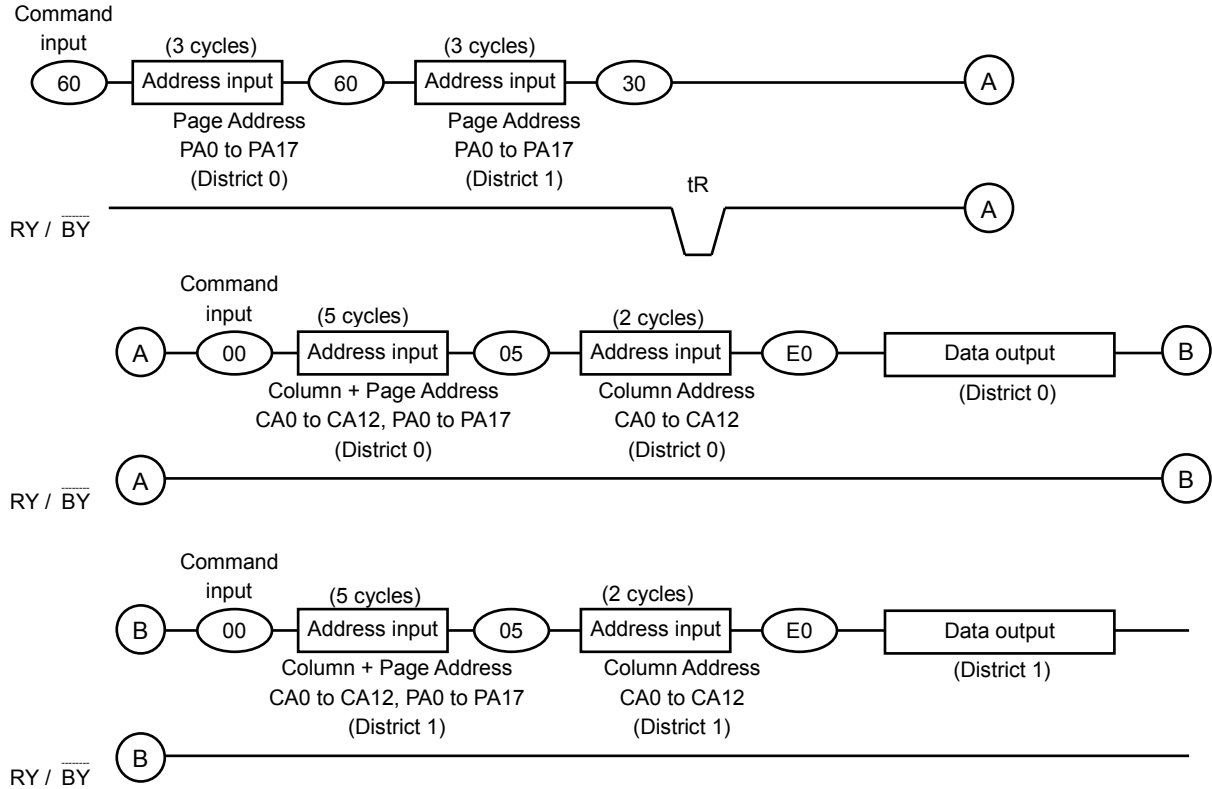 Command
input
(3 cycles)
(3 cycles)
60
Address input
60
Address input
30
A
Page Address
PA0 to PA17
(District 0)
Page Address
PA0 to PA17
(District 1)
tR
RY / BY
A
Command
input
(5 cycles)
(2 cycles)
A
00
Address input
05
Address input
E0
Data output
B
Column + Page Address
CA0 to CA12, PA0 to PA17
(District 0)
Column Address
CA0 to CA12
(District 0)
(District 0)
RY / BY
A
B
Command
input
(5 cycles)
(2 cycles)
B
00
Address input
05
Address input
E0
Data output
Column + Page Address
CA0 to CA12, PA0 to PA17
(District 1)
Column Address
CA0 to CA12
(District 1)
(District 1)
RY / BY
B